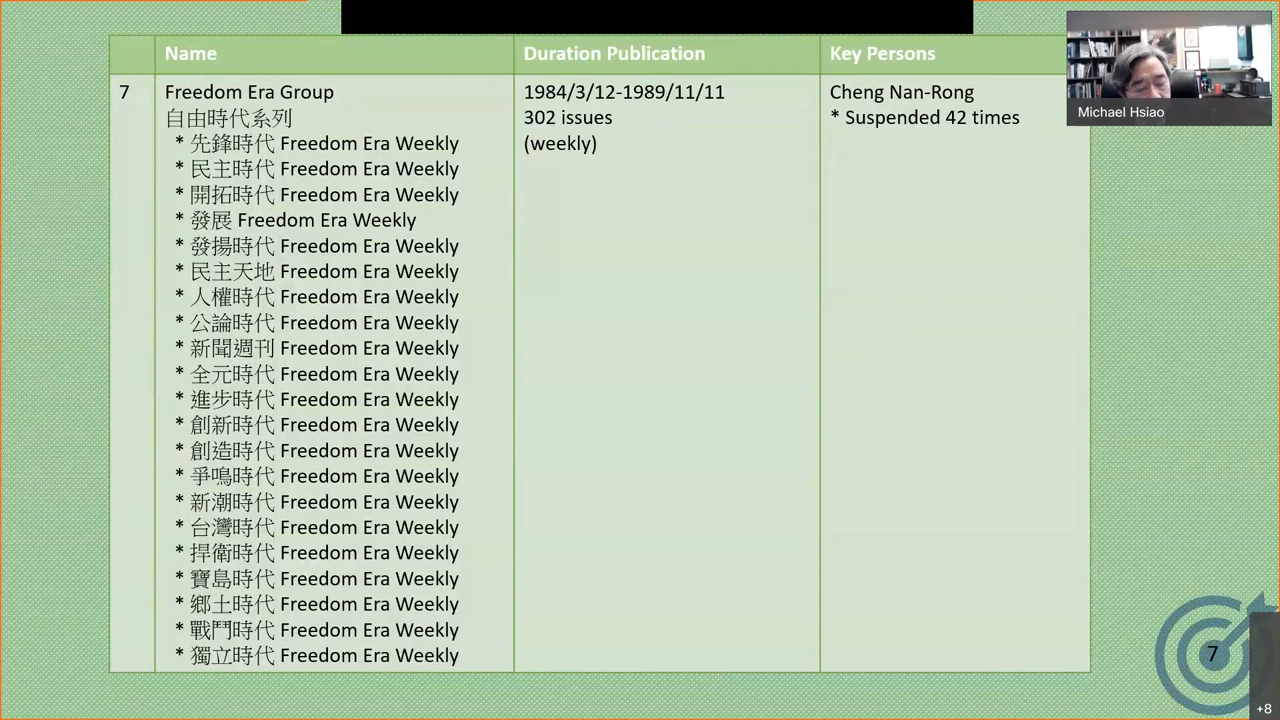 Name Duration Publication Key Persons
7 Freedom Era Group 1984/3/12-1989/11/11 Cheng Nan-Rong
自由時代系列 302 issues * Suspended 42 times
* 先鋒時代 Freedom Era Weekly (weekly)
* 民主時代 Freedom Era Weekly
* 開拓時代 Freedom Era Weekly
* 發展 Freedom Era Weekly
* 發揚時代 Freedom Era Weekly
* 民主天地 Freedom Era Weekly
* 人權時代 Freedom Era Weekly
* 公論時代 Freedom Era Weekly
* 新聞週刊 Freedom Era Weekly
* 全元時代 Freedom Era Weekly
* 進步時代 Freedom Era Weekly
* 創新時代 Freedom Era Weekly
* 創造時代 Freedom Era Weekly
* 爭鳴時代 Freedom Era Weekly
* 新潮時代 Freedom Era Weekly
* 台灣時代 Freedom Era Weekly
* 捍衛時代 Freedom Era Weekly
* 寶島時代 Freedom Era Weekly
* 鄉土時代 Freedom Era Weekly
* 戰鬥時代 Freedom Era Weekly
* 獨立時代 Freedom Era Weekly
Michael Hsiao
7
+8